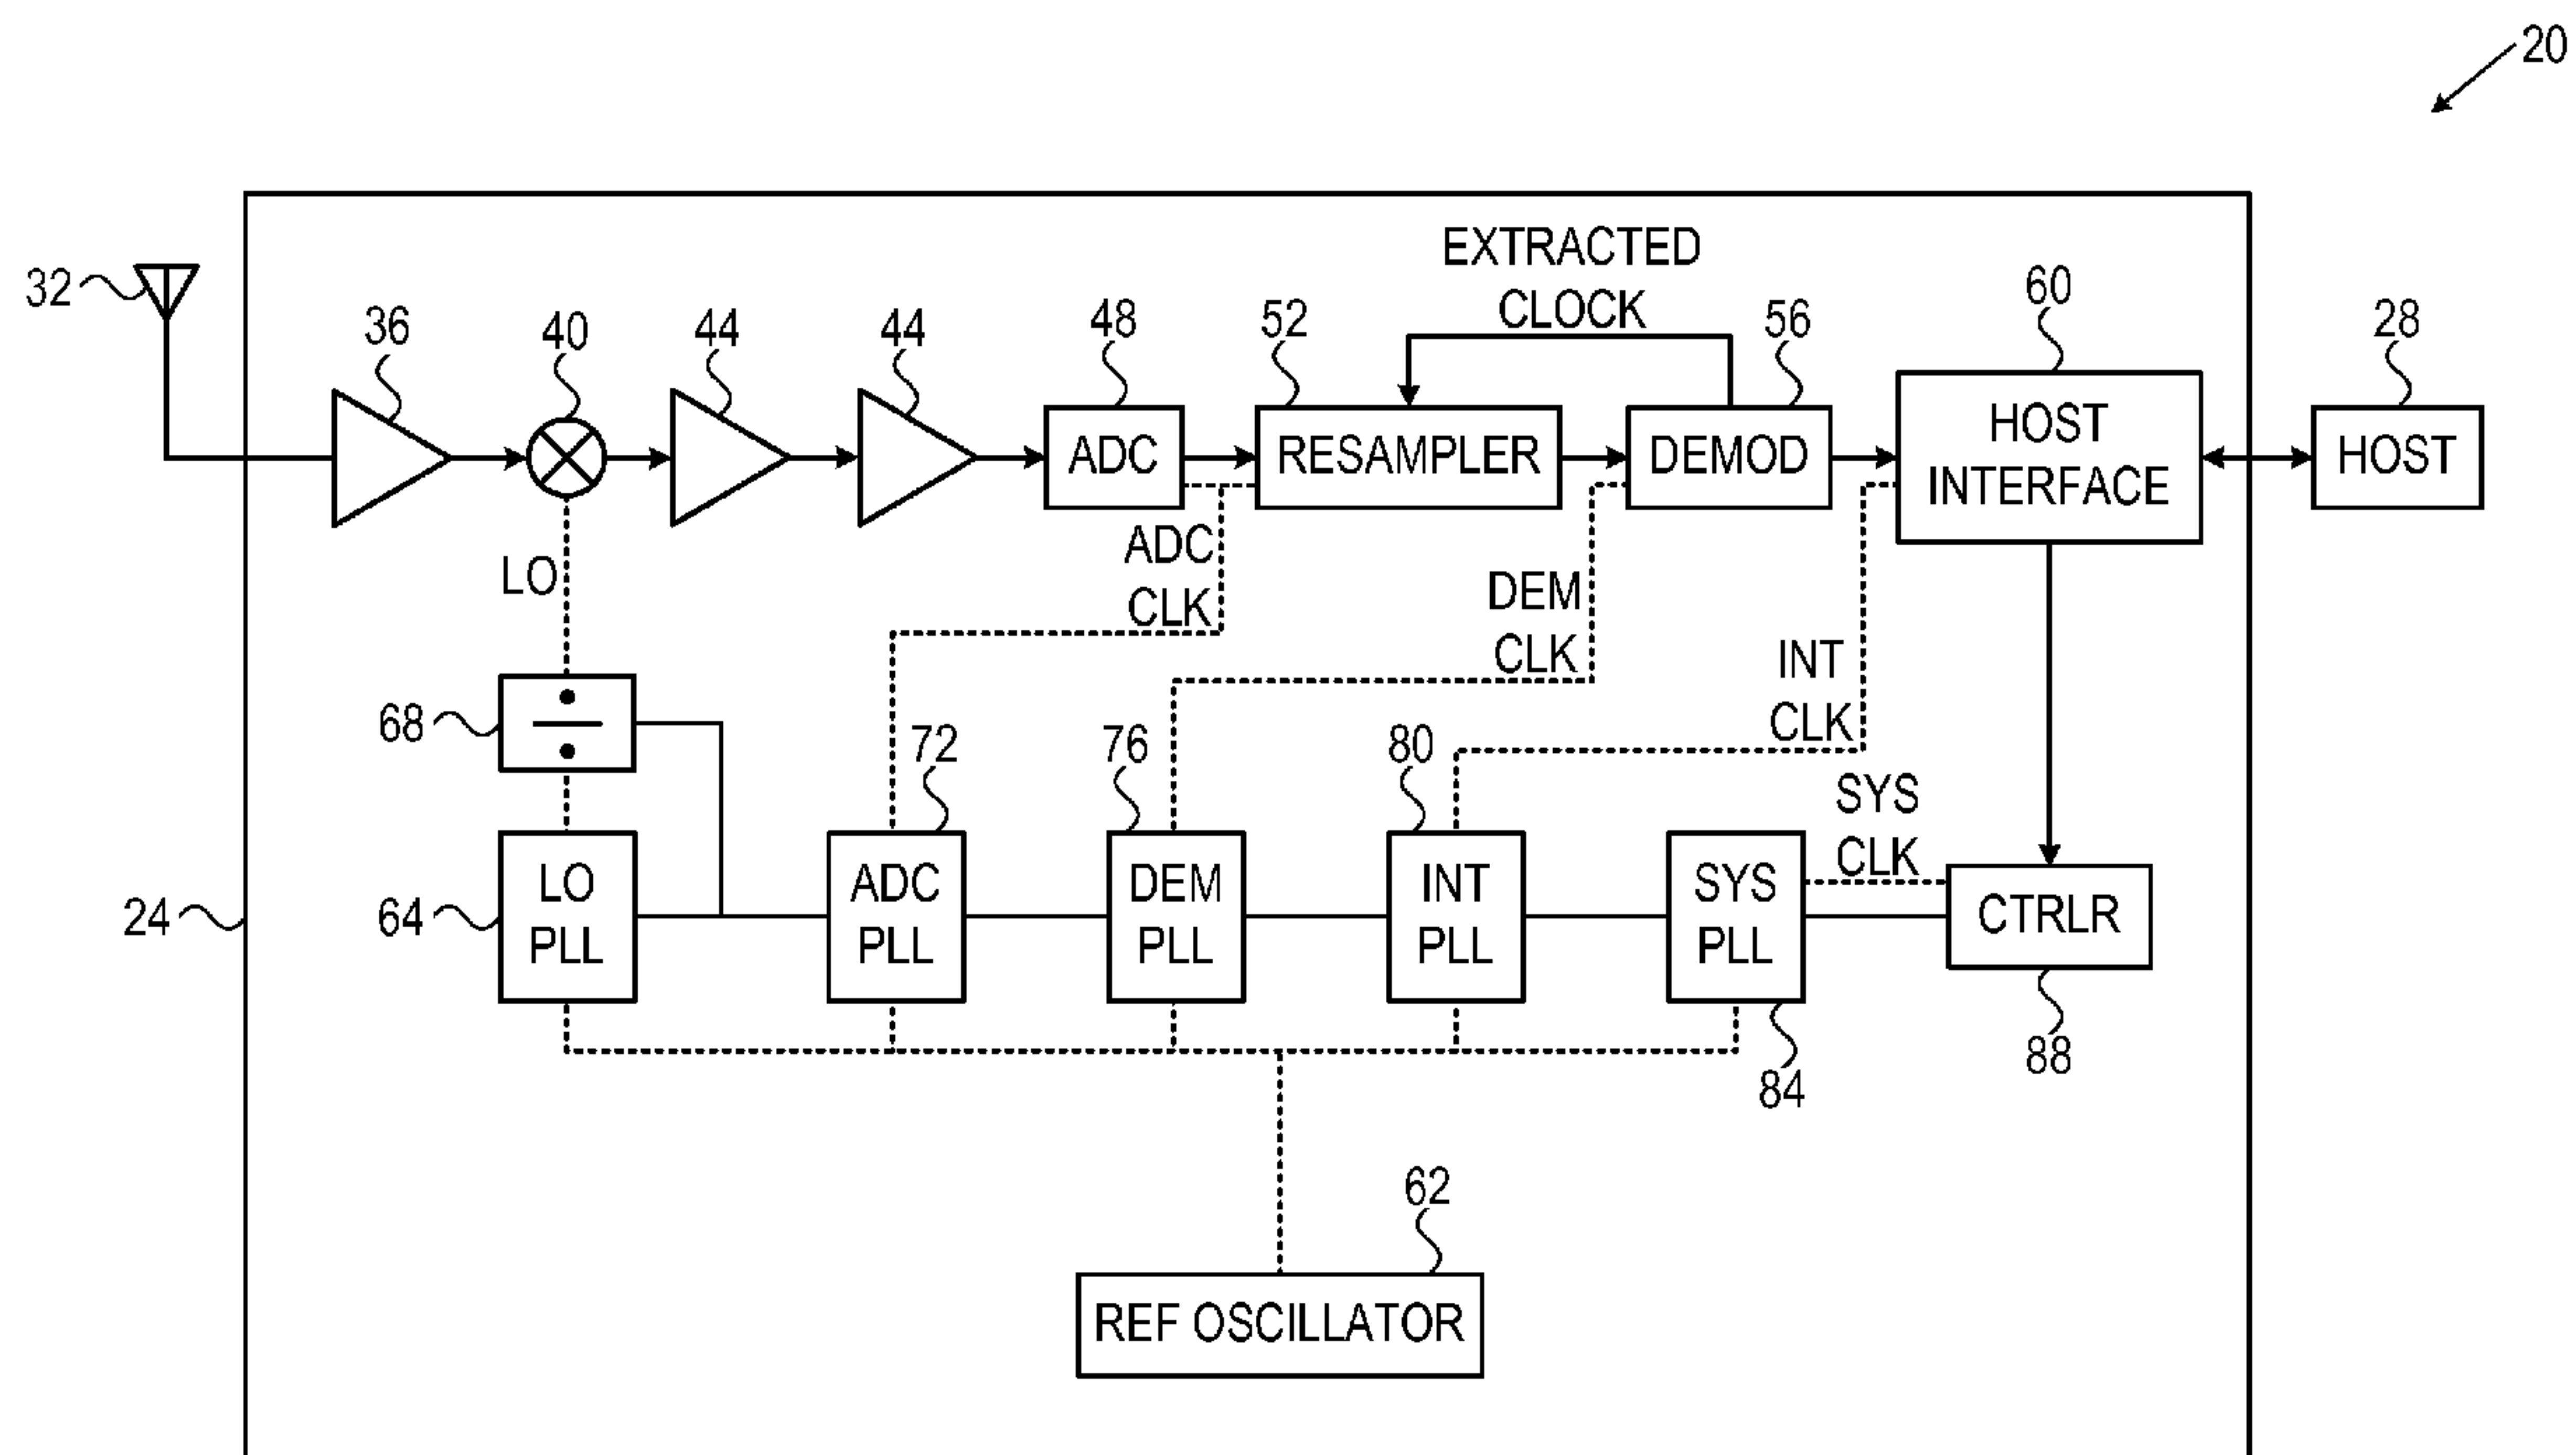 20
EXTRACTED
CLOCK
32
36
40
44
44
48
52
56
60
28
ADC
RESAMPLER
DEMOD
HOST
INTERFACE
HOST
LO
ADC
CLK
DEM
CLK
INT
CLK
68
72
76
80
SYS
CLK
24
64
LO
PLL
ADC
PLL
DEM
PLL
INT
PLL
SYS
PLL
CTRLR
84
88
62
REF OSCILLATOR